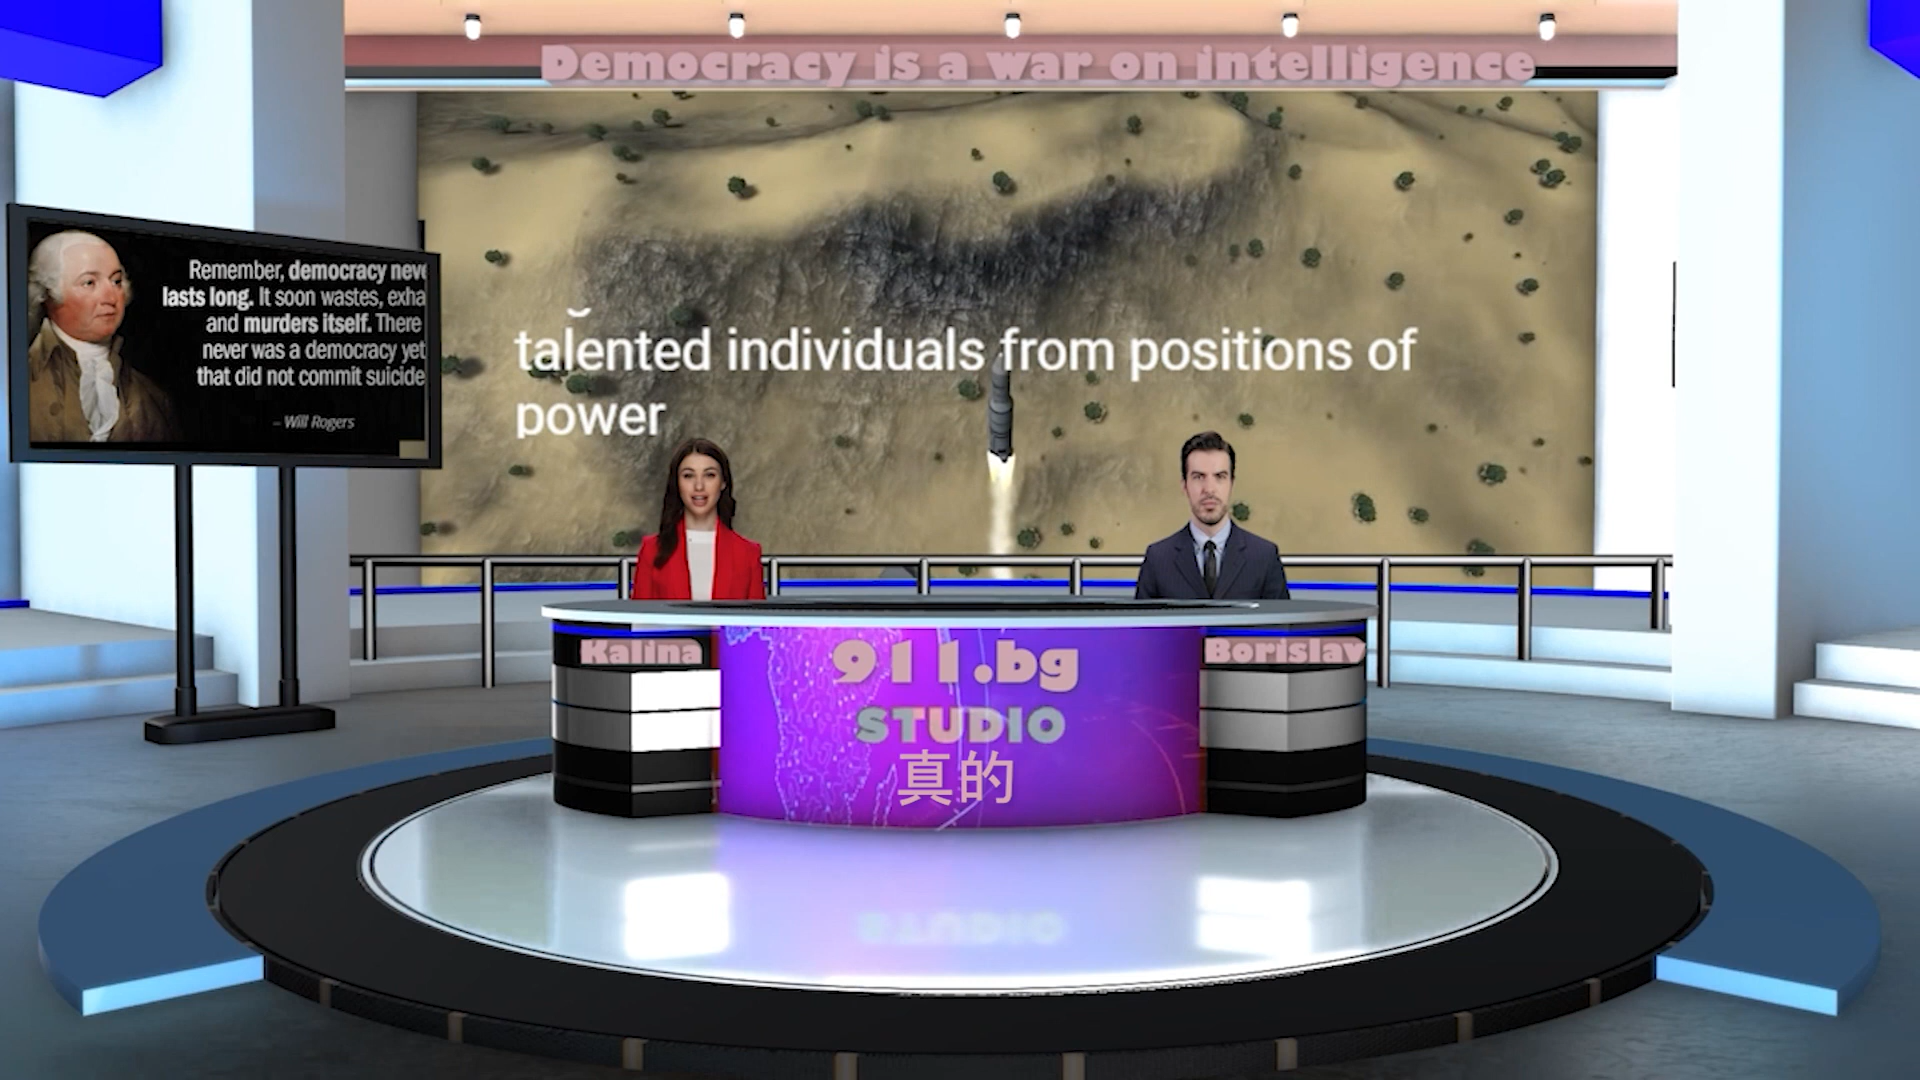 Democracy is a war on intelligence
Remember, democracy neve
lasts long. It soon wastes, exha
and murders itself. There
never was a democracy yet
that did not commit suicide
– Will Rogers
talented individuals from positions of
power
Kalina
911.bg
Borislav
STUDIO
真的
STUDIO